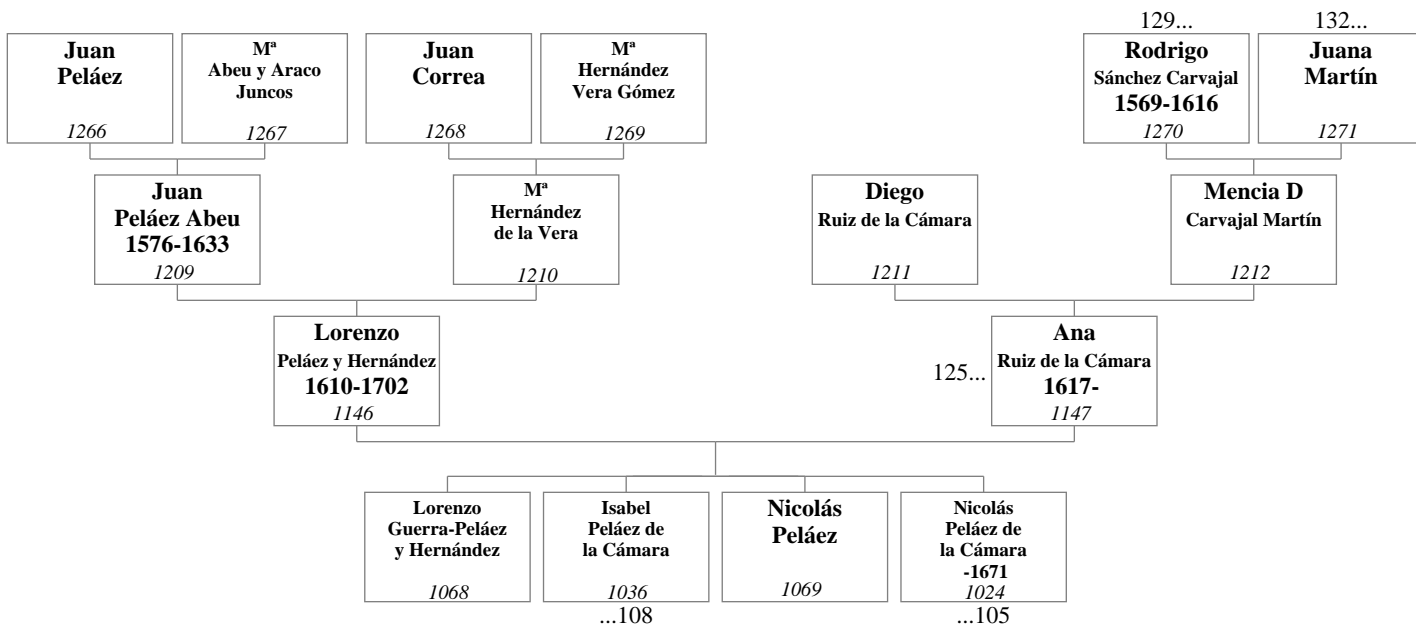 129...
132...
Juan
Peláez
1266
Mª
Abeu y Araco
Juncos
1267
Juan
Correa
1268
Mª
Hernández
Vera Gómez
1269
Rodrigo
Sánchez Carvajal
1569-1616
1270
Juana
Martín
1271
Juan
Peláez Abeu
1576-1633
1209
Mª
Hernández
de la Vera
1210
Diego
Ruiz de la Cámara
1211
Mencia D
Carvajal Martín
1212
Lorenzo
Peláez y Hernández
1610-1702
1146
125...
Ana
Ruiz de la Cámara
1617-
1147
Lorenzo
Guerra-Peláez
y Hernández
1068
Isabel
Peláez de
la Cámara
1036
...108
Nicolás
Peláez
1069
Nicolás
Peláez de
la Cámara
-1671
1024
...105